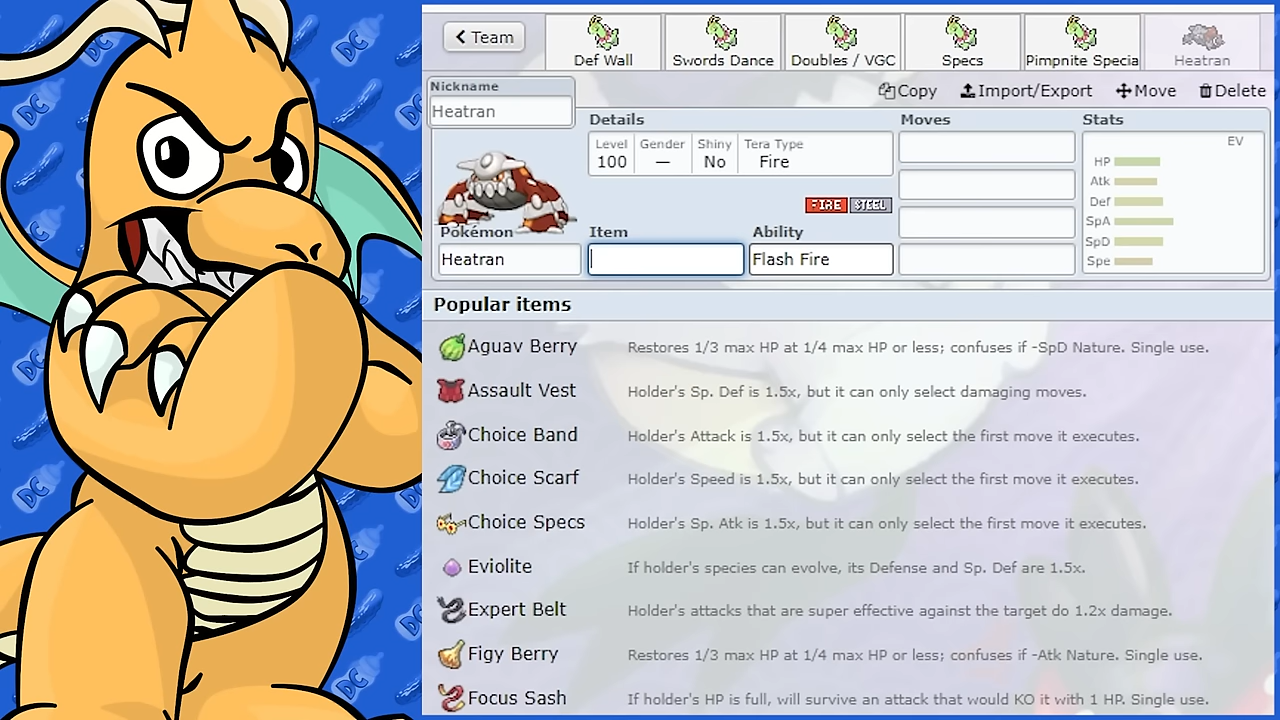 DC
Team
Def Wall
Swords Dance
Doubles / VGC
Specs
Pimpnite Specia
Heatran
Nickname
Heatran
Copy
Import/Export
Move
Delete
Details
Level
100
Gender
—
Shiny
No
Tera Type
Fire
FIRE STEEL
Pokémon
Heatran
Item
Ability
Flash Fire
Moves
Stats
EV
HP
Atk
Def
SpA
SpD
Spe
Popular items
Aguav Berry Restores 1/3 max HP at 1/4 max HP or less; confuses if -SpD Nature. Single use.
Assault Vest Holder's Sp. Def is 1.5x, but it can only select damaging moves.
Choice Band Holder's Attack is 1.5x, but it can only select the first move it executes.
Choice Scarf Holder's Speed is 1.5x, but it can only select the first move it executes.
Choice Specs Holder's Sp. Atk is 1.5x, but it can only select the first move it executes.
Eviolite If holder's species can evolve, its Defense and Sp. Def are 1.5x.
Expert Belt Holder's attacks that are super effective against the target do 1.2x damage.
Figy Berry Restores 1/3 max HP at 1/4 max HP or less; confuses if -Atk Nature. Single use.
Focus Sash If holder's HP is full, will survive an attack that would KO it with 1 HP. Single use.